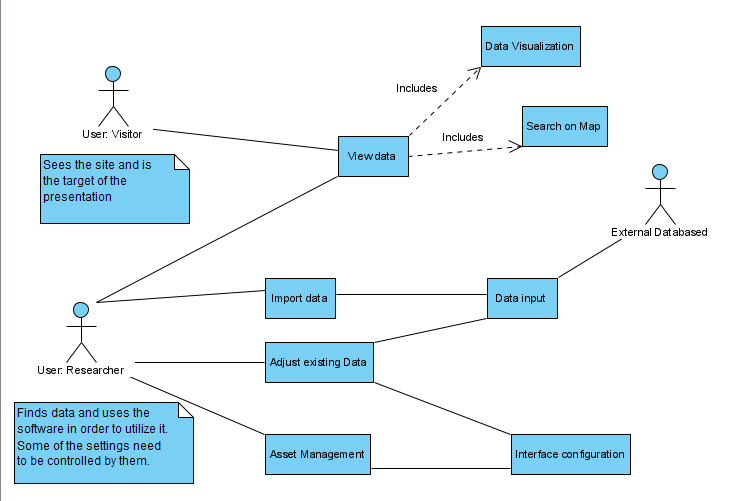 Data Visualization
Includes
Search on Map
Includes
User: Visitor
View data
Sees the site and is
the target of the
presentation
External Databased
Import data
Data input
User: Researcher
Adjust existing Data
Finds data and uses the
software in order to utilize it.
Some of the settings need
to be controlled by them.
Asset Management
Interface configuration